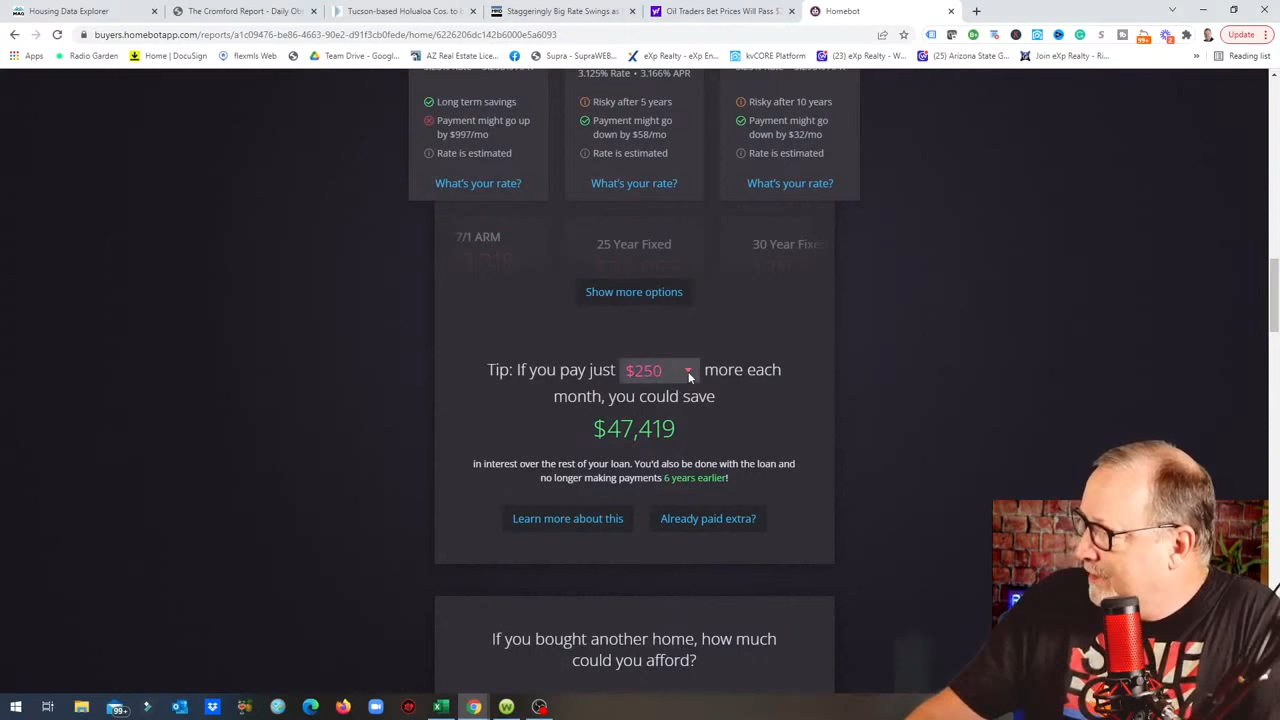 Housing Data Explorer
The Cromford Report - Daily Obs
Tucson-based Holualoa Cos. to b
Staggeringly Big Rate Swings as B
Oil Traders Bet Prices Will Pass $2
Homebot
buyers.homebotapp.com/reports/a1c09476-be86-4663-90e2-d91f3cb0fede/home/6226206dc142b6000e5a6093
Update
Apps
Radio Garden
Home | DocuSign
flexmls Web
Supra - SupraWEB...
Team Drive - Googl...
AZ Real Estate Lice...
eXp Realty - eXp En...
kvCORE Platform
(23) eXp Realty – W...
(25) Arizona State G...
Join eXp Realty - Ri...
Reading list
3.125% Rate • 3.166% APR
Long term savings
Payment might go up
by $997/mo
Rate is estimated
What's your rate?
Risky after 5 years
Payment might go
down by $58/mo
Rate is estimated
What's your rate?
Risky after 10 years
Payment might go
down by $32/mo
Rate is estimated
What's your rate?
7/1 ARM
25 Year Fixed
30 Year Fixed
Show more options
Tip: If you pay just $250 more each
month, you could save
$47,419
in interest over the rest of your loan. You'd also be done with the loan and
no longer making payments 6 years earlier!
Learn more about this
Already paid extra?
If you bought another home, how much
could you afford?
99+